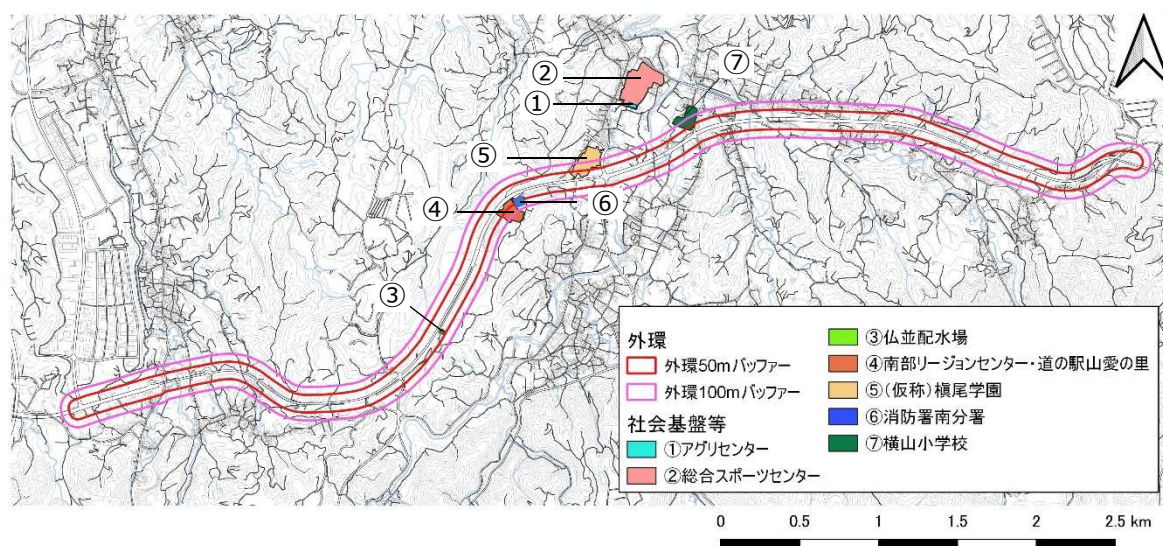 ②
⑦
①
⑤
④
⑥
③
外環
外環50mバッファー
外環100mバッファー
社会基盤等
①アグリセンター
②総合スポーツセンター
③仏並配水場
④南部リージョンセンター・道の駅山愛の里
⑤(仮称)槇尾学園
⑥消防署南分署
⑦横山小学校
0 0.5 1 1.5 2 2.5 km